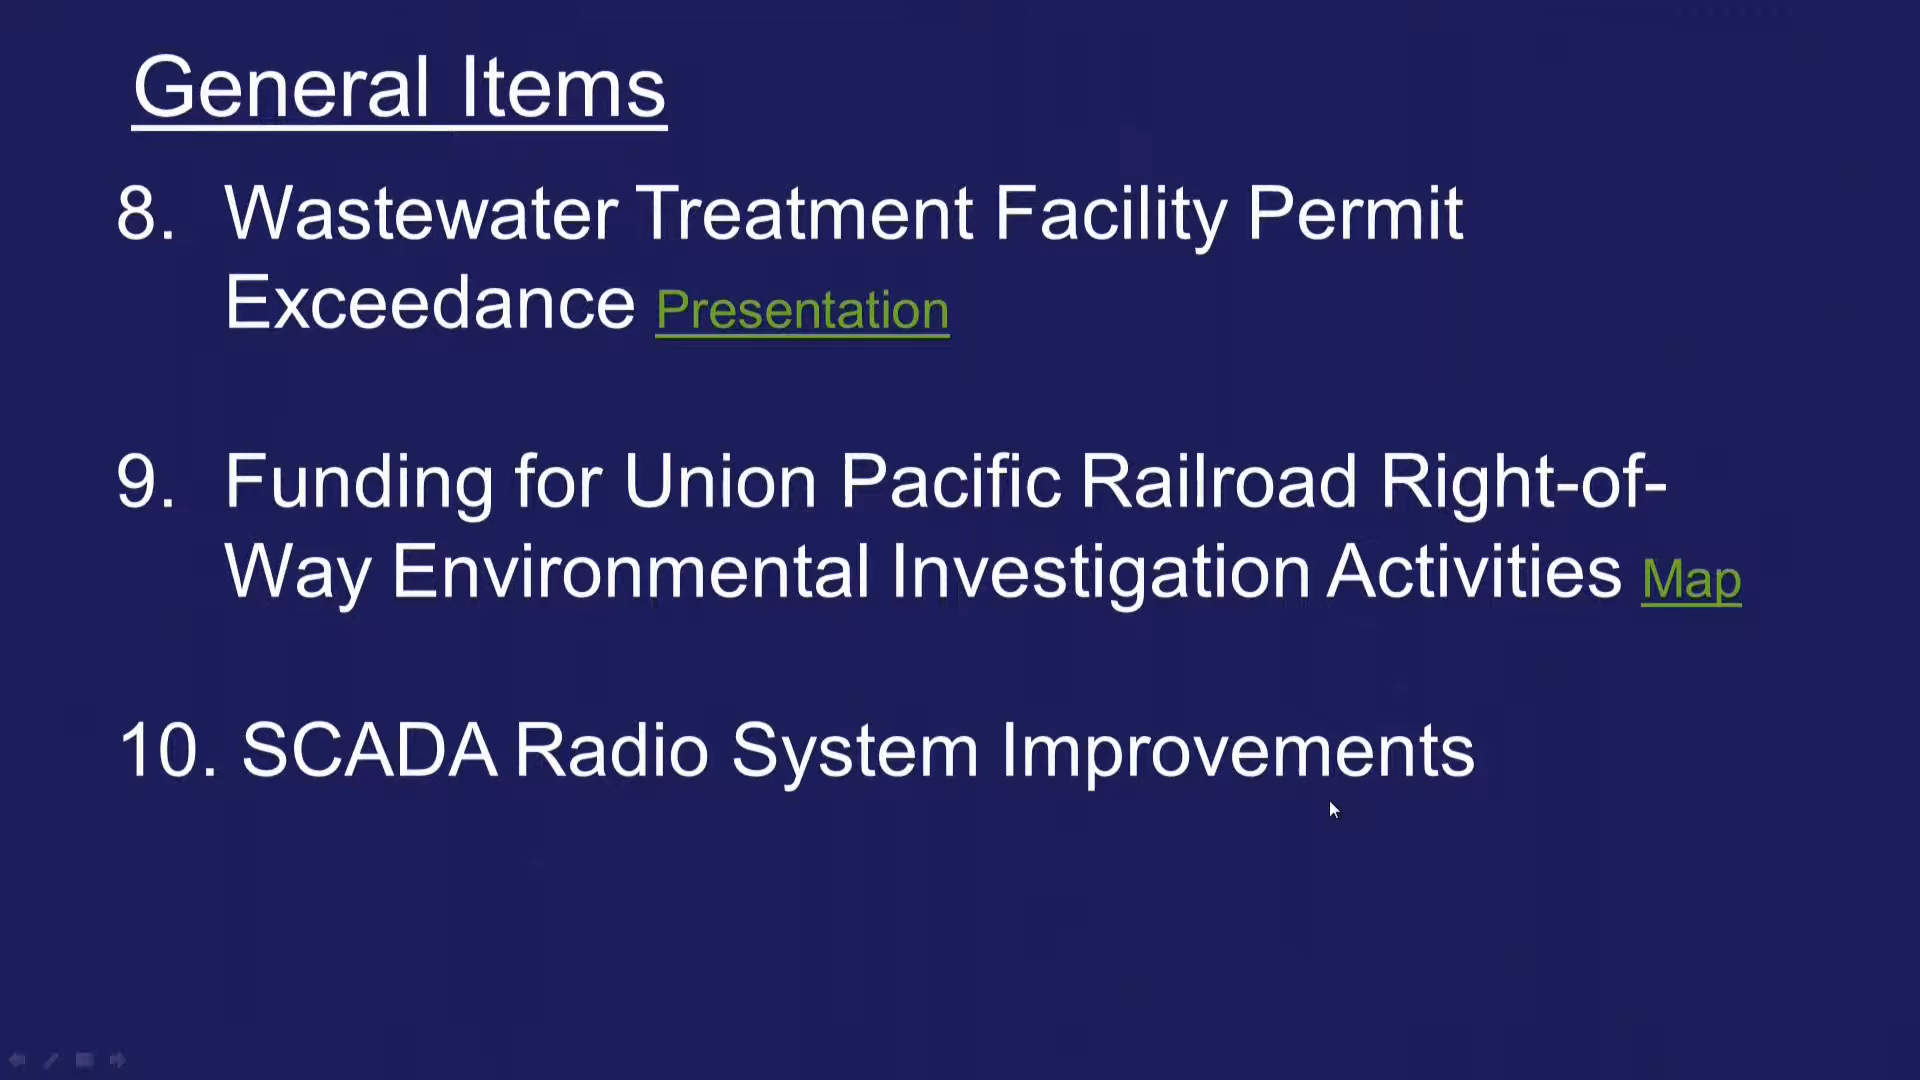 General Items
8. Wastewater Treatment Facility Permit
Exceedance Presentation
9. Funding for Union Pacific Railroad Right-of-
Way Environmental Investigation Activities Map
10. SCADA Radio System Improvements